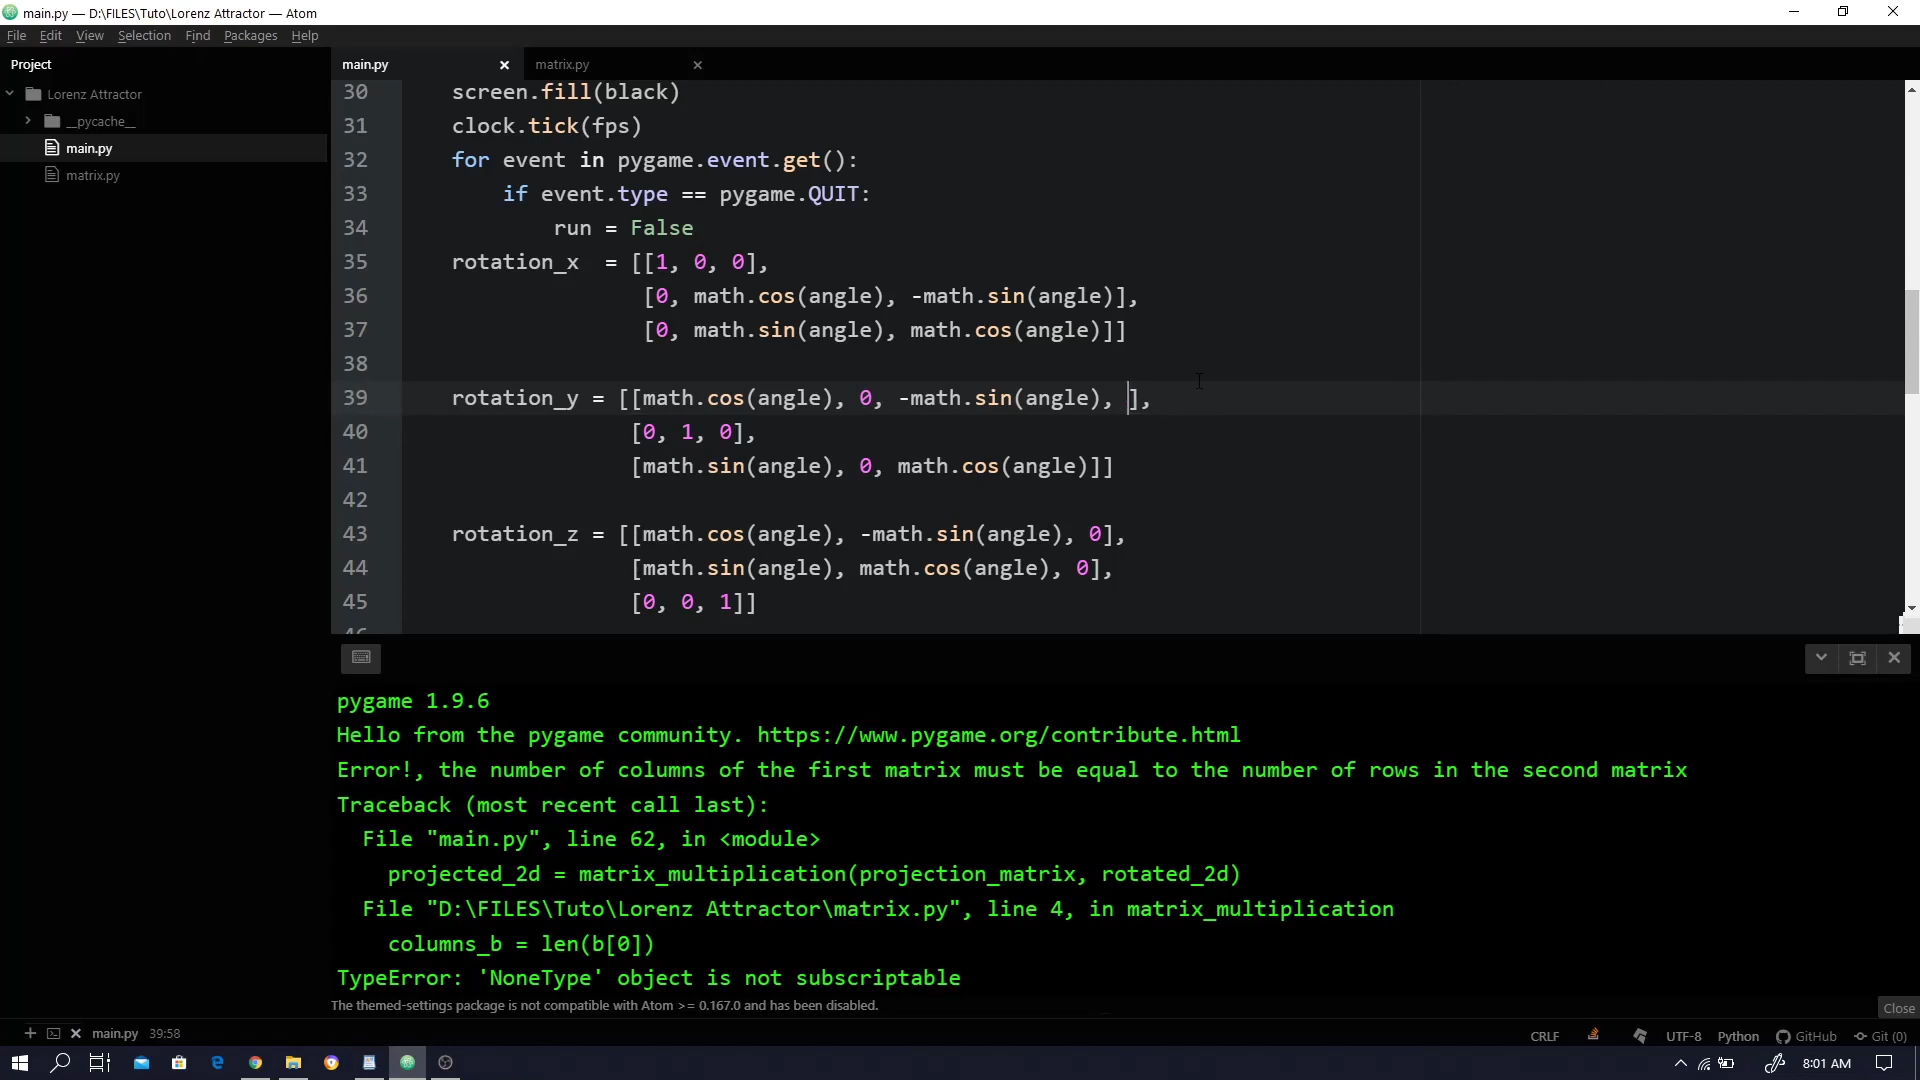 main.py — D:\FILES\Tuto\Lorenz Attractor — Atom
File Edit View Selection Find Packages Help
Project
main.py
matrix.py
Lorenz Attractor
__pycache__
main.py
matrix.py
30 screen.fill(black)
31 clock.tick(fps)
32 for event in pygame.event.get():
33 if event.type == pygame.QUIT:
34 run = False
35 rotation_x  = [[1, 0, 0],
36 [0, math.cos(angle), -math.sin(angle)],
37 [0, math.sin(angle), math.cos(angle)]]
38
39 rotation_y = [[math.cos(angle), 0, -math.sin(angle), ],
40 [0, 1, 0],
41 [math.sin(angle), 0, math.cos(angle)]]
42
43 rotation_z = [[math.cos(angle), -math.sin(angle), 0],
44 [math.sin(angle), math.cos(angle), 0],
45 [0, 0, 1]]
46
pygame 1.9.6
Hello from the pygame community. https://www.pygame.org/contribute.html
Error!, the number of columns of the first matrix must be equal to the number of rows in the second matrix
Traceback (most recent call last):
File "main.py", line 62, in <module>
projected_2d = matrix_multiplication(projection_matrix, rotated_2d)
File "D:\FILES\Tuto\Lorenz Attractor\matrix.py", line 4, in matrix_multiplication
columns_b = len(b[0])
TypeError: 'NoneType' object is not subscriptable
The themed-settings package is not compatible with Atom >= 0.167.0 and has been disabled.
Close
main.py 39:58
CRLF UTF-8 Python GitHub Git (0)
8:01 AM